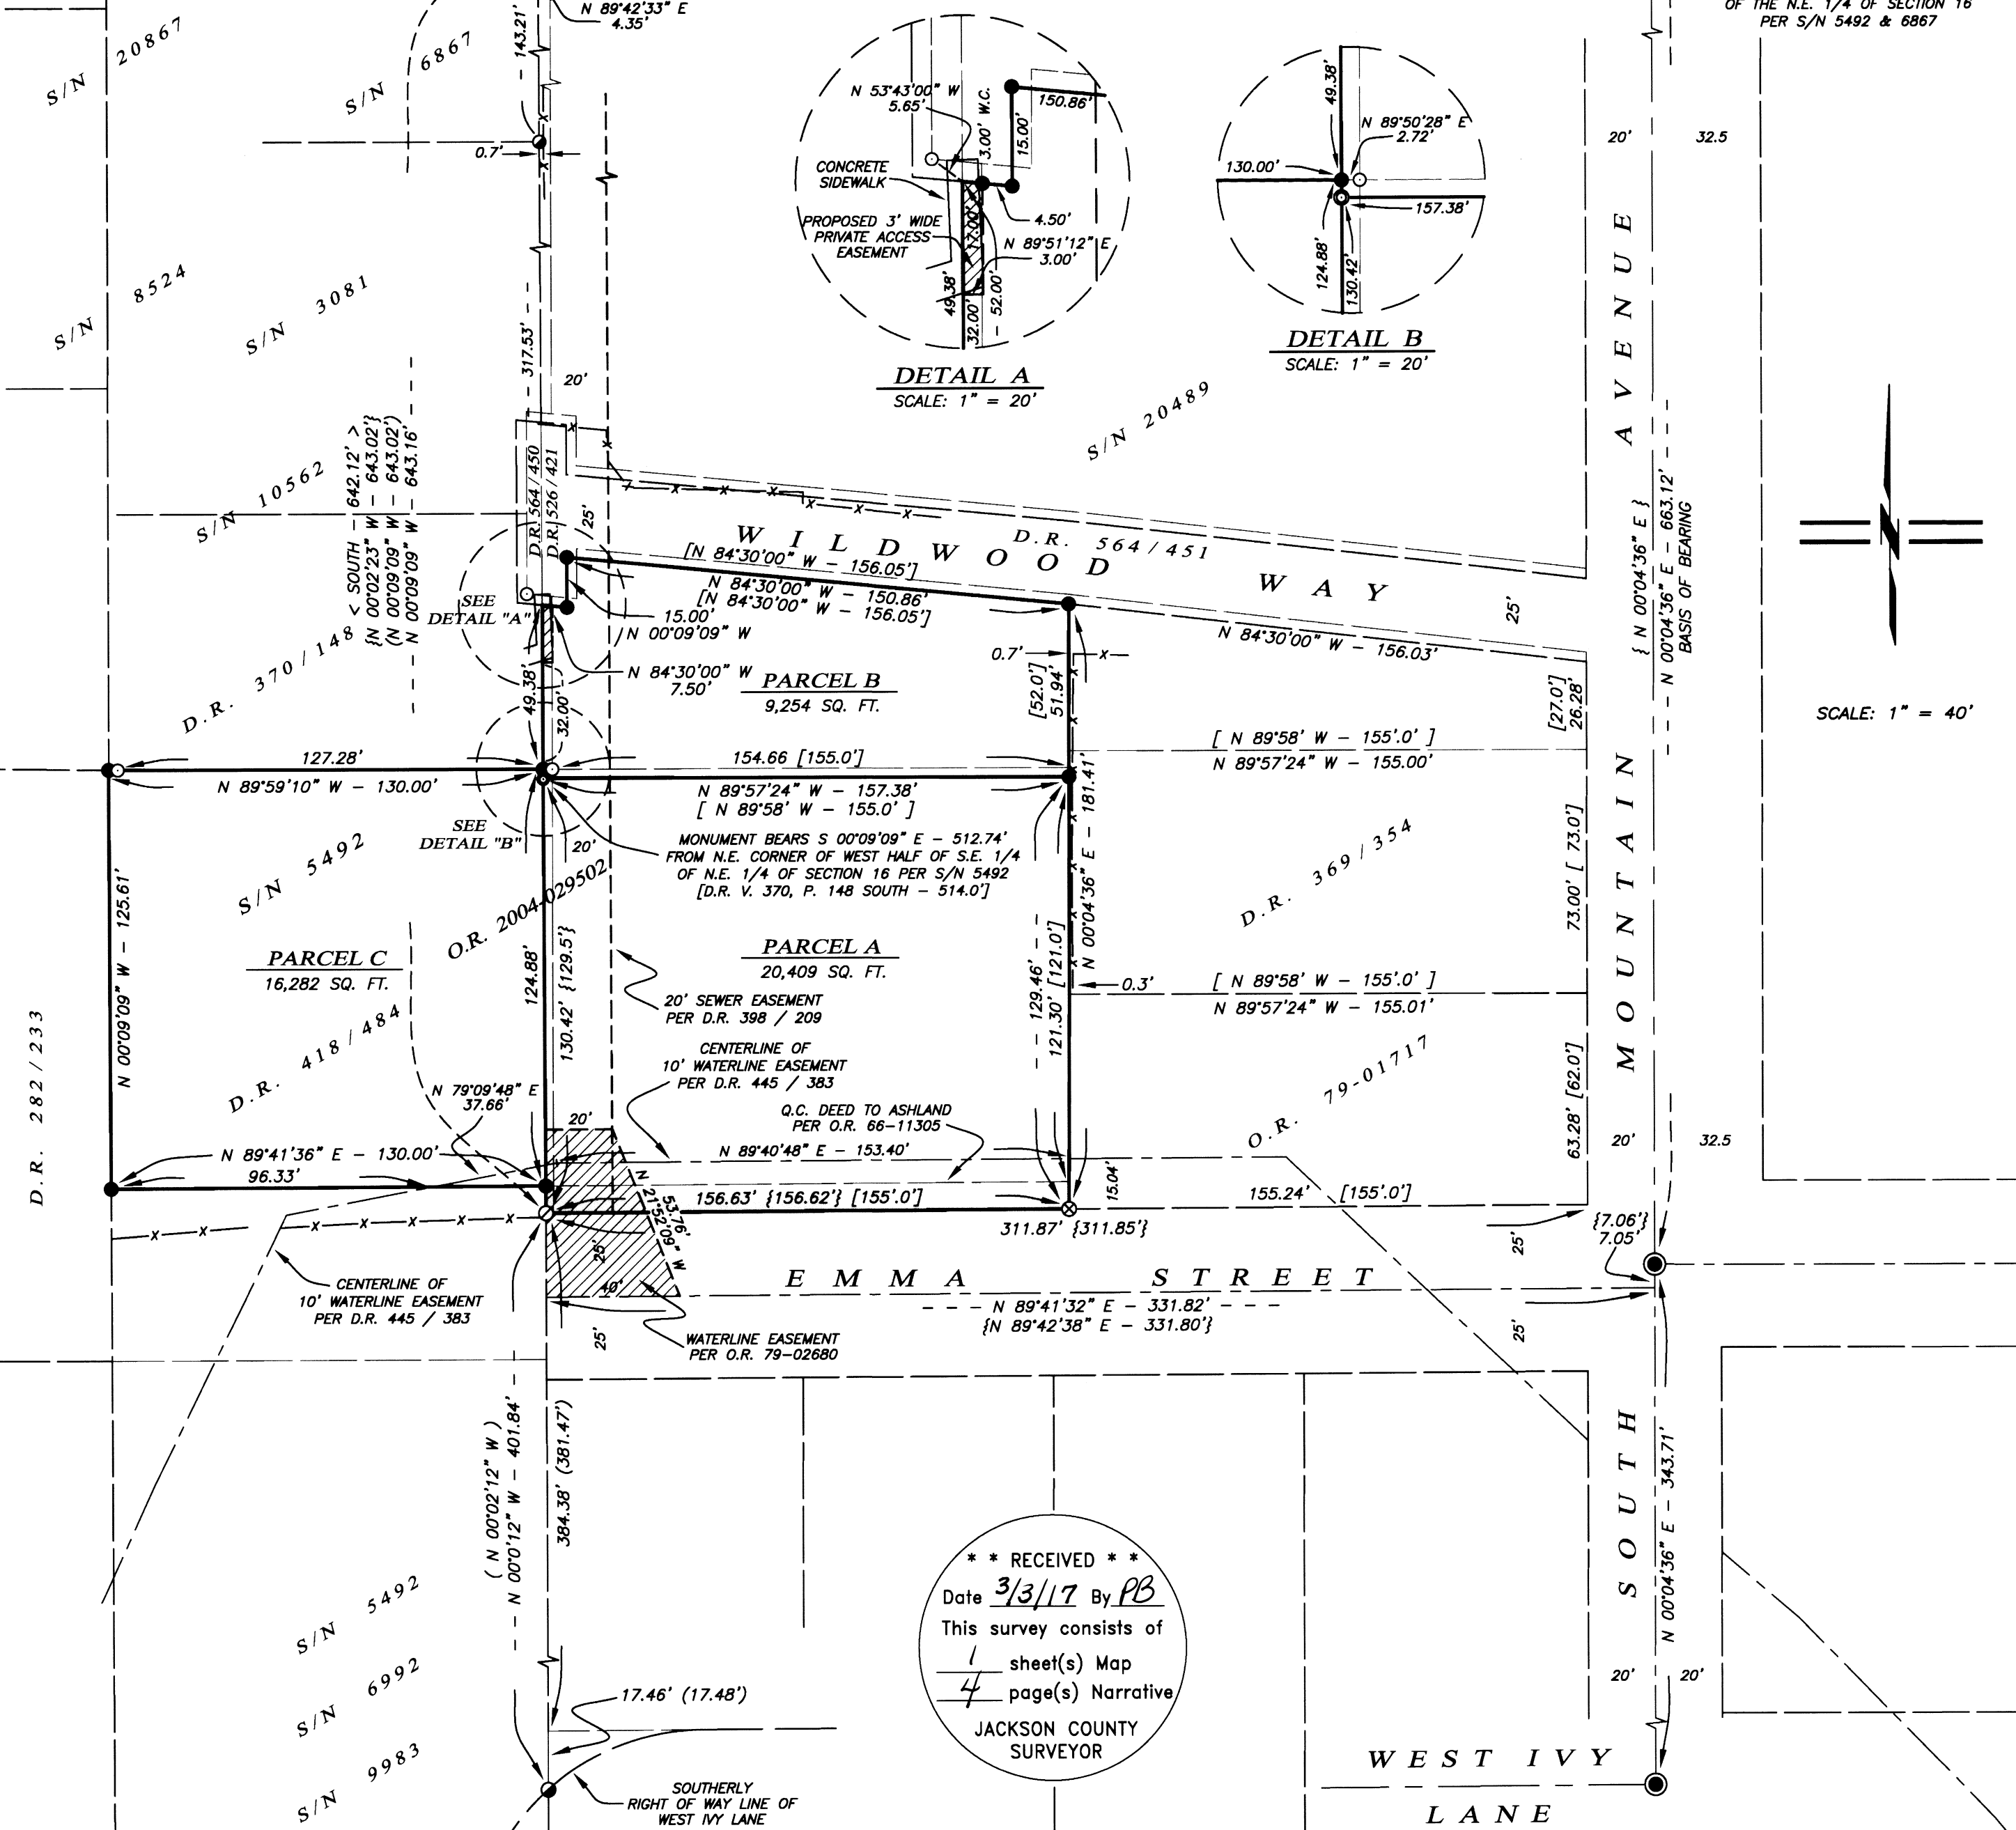 N 89°42'33" E
4.35'
143.21'
OF THE N.E. 1/4 OF SECTION 16
PER S/N 5492 & 6867
S/N 20867
S/N 6867
0.7'
S/N 8524
S/N 3081
317.53'
20'
N 53°43'00" W
5.65'
3.00' W.C.
150.86'
15.00'
CONCRETE
SIDEWALK
PROPOSED 3' WIDE
PRIVATE ACCESS
EASEMENT
17.00'
4.50'
N 89°51'12" E
3.00'
49.38'
32.00'
52.00'
DETAIL A
SCALE: 1" = 20'
49.38'
N 89°50'28" E
2.72'
130.00'
157.38'
124.88'
130.42'
DETAIL B
SCALE: 1" = 20'
20'
32.5
SOUTH MOUNTAIN AVENUE
S/N 20489
S/N 10562
< SOUTH - 642.12' >
{N 00°02'23" W - 643.02'}
(N 00°09'09" W - 643.02')
N 00°09'09" W - 643.16'
D.R. 564 / 450
D.R. 526 / 421
25'
WILDWOOD WAY
D.R. 564 / 451
[N 84°30'00" W - 156.05']
N 84°30'00" W - 150.86'
[N 84°30'00" W - 156.05']
SEE
DETAIL "A"
15.00'
N 00°09'09" W
N 84°30'00" W
7.50'
N 84°30'00" W - 156.03'
25'
{ N 00°04'36" E }
N 00°04'36" E - 663.12'
BASIS OF BEARING
SCALE: 1" = 40'
D.R. 370 / 148
49.38'
32.00'
PARCEL B
9,254 SQ. FT.
0.7'
[52.0']
51.94'
[27.0']
26.28'
127.28'
N 89°59'10" W - 130.00'
154.66 [155.0']
N 89°57'24" W - 157.38'
[ N 89°58' W - 155.0' ]
[ N 89°58' W - 155'.0' ]
N 89°57'24" W - 155.00'
SEE
DETAIL "B"
20'
MONUMENT BEARS S 00°09'09" E - 512.74'
FROM N.E. CORNER OF WEST HALF OF S.E. 1/4
OF N.E. 1/4 OF SECTION 16 PER S/N 5492
[D.R. V. 370, P. 148 SOUTH - 514.0']
N 00°04'36" E - 181.41'
S/N 5492
O.R. 2004-029502
N 00°09'09" W - 125.61'
D.R. 369 / 354
73.00' [ 73.0']
PARCEL C
16,282 SQ. FT.
124.88'
130.42' {129.5'}
PARCEL A
20,409 SQ. FT.
20' SEWER EASEMENT
PER D.R. 398 / 209
129.46'
121.30' [121.0']
0.3'
[ N 89°58' W - 155'.0 ]
N 89°57'24" W - 155.01'
D.R. 282 / 233
D.R. 418 / 484
CENTERLINE OF
10' WATERLINE EASEMENT
PER D.R. 445 / 383
N 79°09'48" E
37.66'
20'
Q.C. DEED TO ASHLAND
PER O.R. 66-11305
O.R. 79-01717
63.28' [62.0']
20'
32.5
N 89°41'36" E - 130.00'
96.33'
N 89°40'48" E - 153.40'
15.04'
156.63' {156.62'} [155'.0']
N 21°52'09" W
53.76'
155.24' [155'.0]
311.87' {311.85'}
{7.06'}
7.05'
25'
25'
40'
CENTERLINE OF
10' WATERLINE EASEMENT
PER D.R. 445 / 383
EMMA STREET
N 89°41'32" E - 331.82'
{N 89°42'38" E - 331.80'}
25'
25'
WATERLINE EASEMENT
PER O.R. 79-02680
( N 00°02'12" W )
N 00°0'12" W - 401.84'
384.38' (381.47')
N 00°04'36" E - 343.71'
S/N 5492
S/N 6992
S/N 9983
17.46' (17.48')
SOUTHERLY
RIGHT OF WAY LINE OF
WEST IVY LANE
* * RECEIVED * *
Date 3/3/17 By PB
This survey consists of
1 sheet(s) Map
4 page(s) Narrative
JACKSON COUNTY
SURVEYOR
20'
20'
WEST IVY
LANE